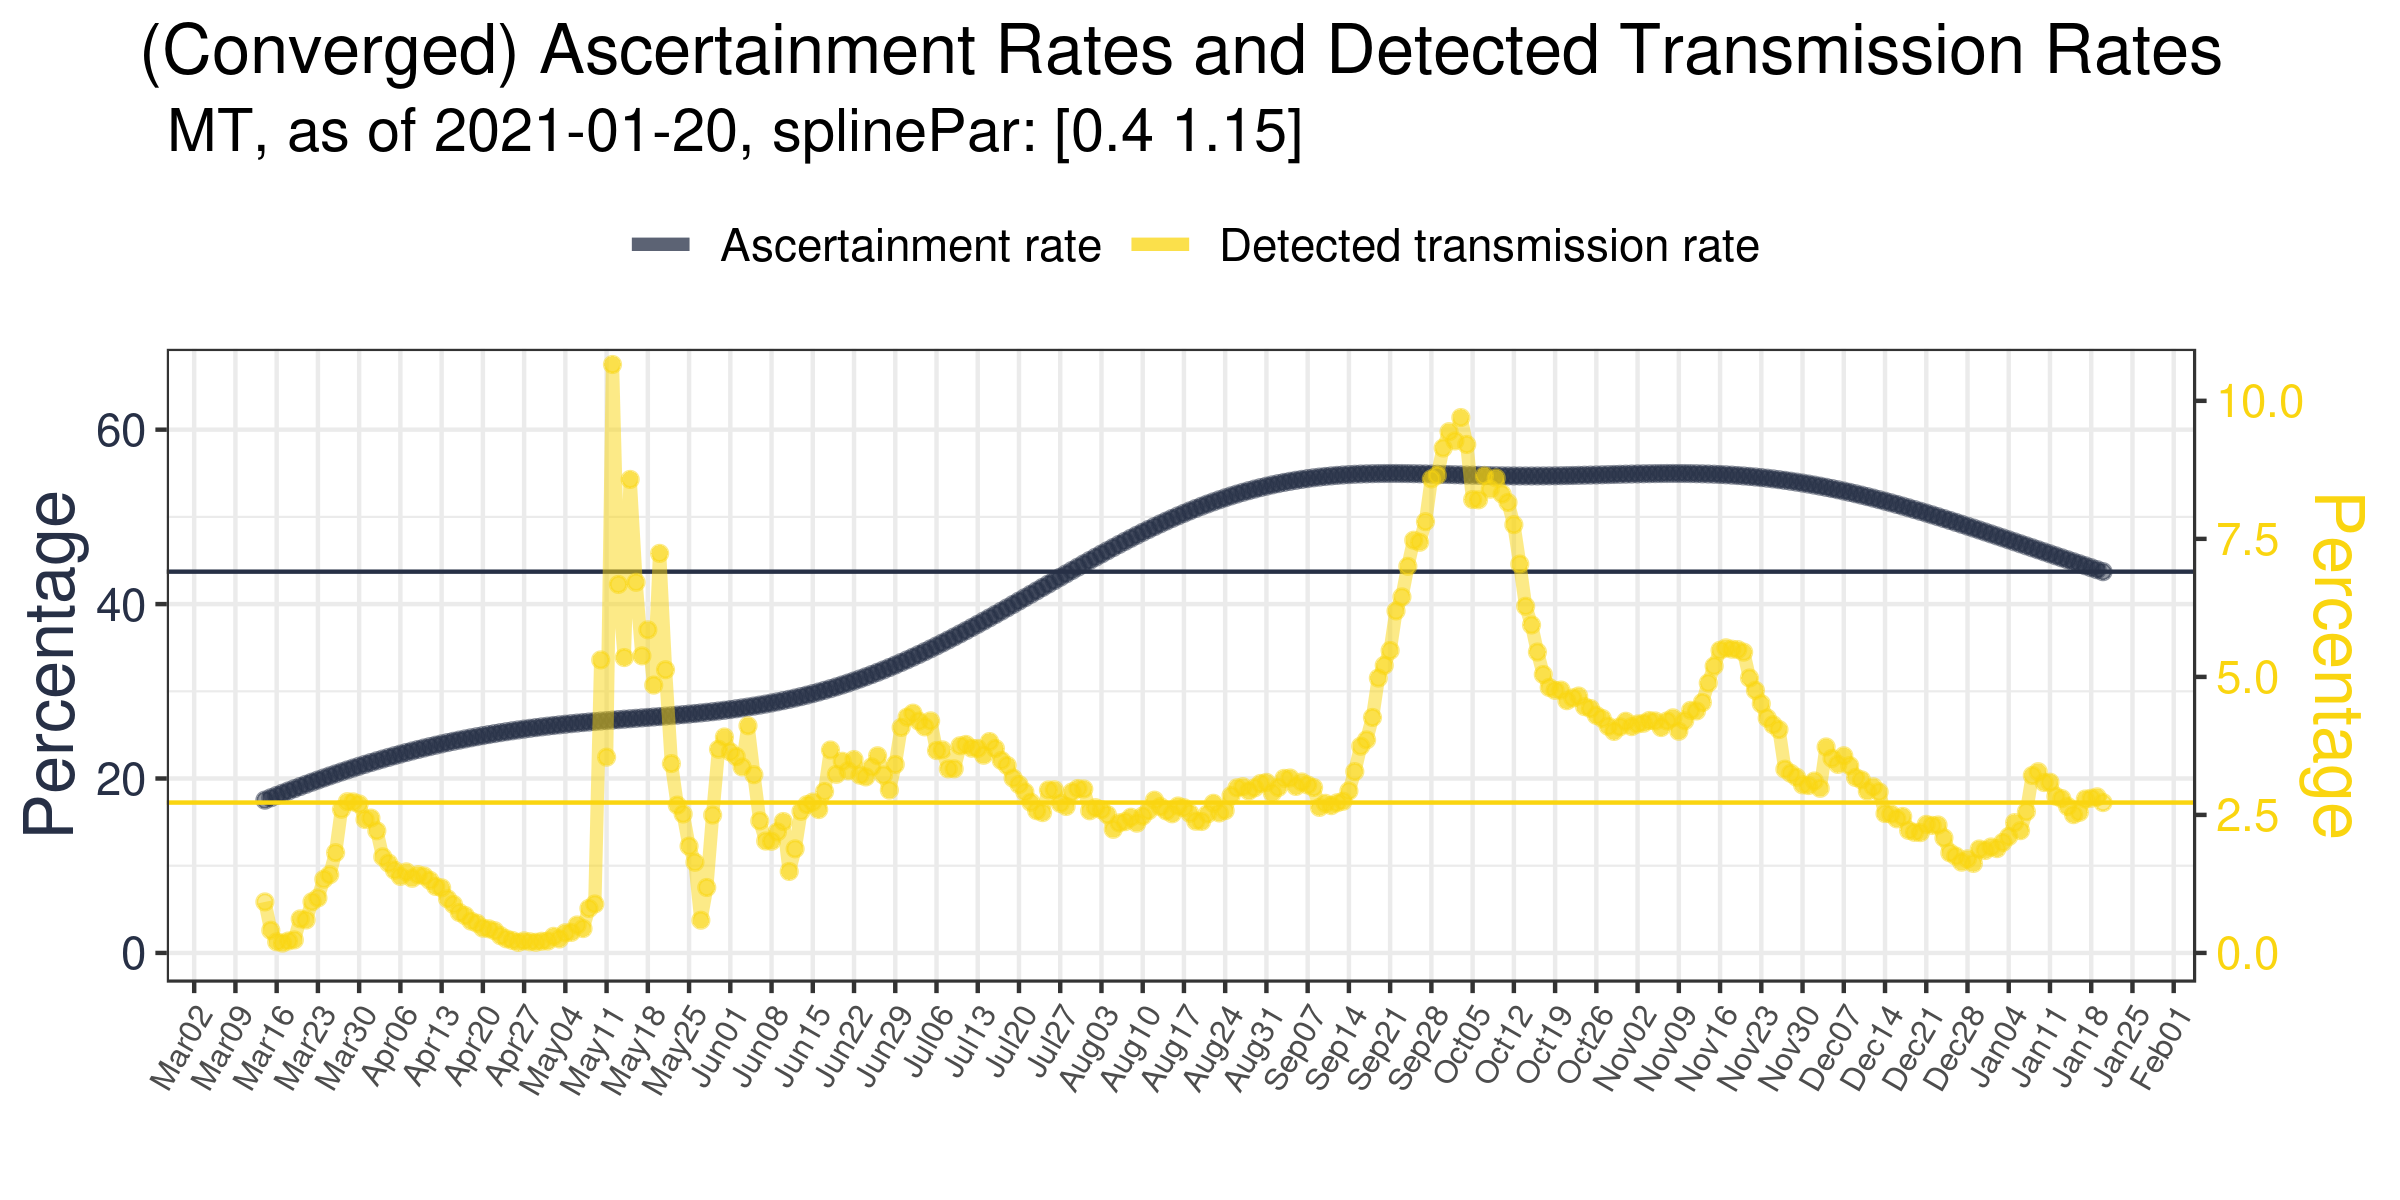 (Converged) Ascertainment Rates and Detected Transmission Rates
MT, as of 2021-01-20, splinePar: [0.4 1.15]
Ascertainment rate
Detected transmission rate
Percentage
60
40
20
0
10.0
7.5
5.0
2.5
0.0
Percentage
Mar02
Mar09
Mar16
Mar23
Mar30
Apr06
Apr13
Apr20
Apr27
May04
May11
May18
May25
Jun01
Jun08
Jun15
Jun22
Jun29
Jul06
Jul13
Jul20
Jul27
Aug03
Aug10
Aug17
Aug24
Aug31
Sep07
Sep14
Sep21
Sep28
Oct05
Oct12
Oct19
Oct26
Nov02
Nov09
Nov16
Nov23
Nov30
Dec07
Dec14
Dec21
Dec28
Jan04
Jan11
Jan18
Jan25
Feb01